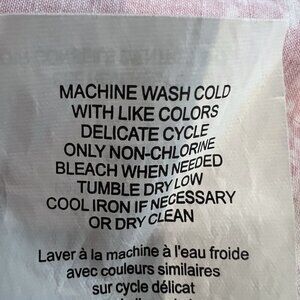 MACHINE WASH COLD
WITH LIKE COLORS
DELICATE CYCLE
ONLY NON-CHLORINE
BLEACH WHEN NEEDED
TUMBLE DRY LOW
COOL IRON IF NECESSARY
OR DRY CLEAN
Laver à la machine à l'eau froide
avec couleurs similaires
sur cycle délicat